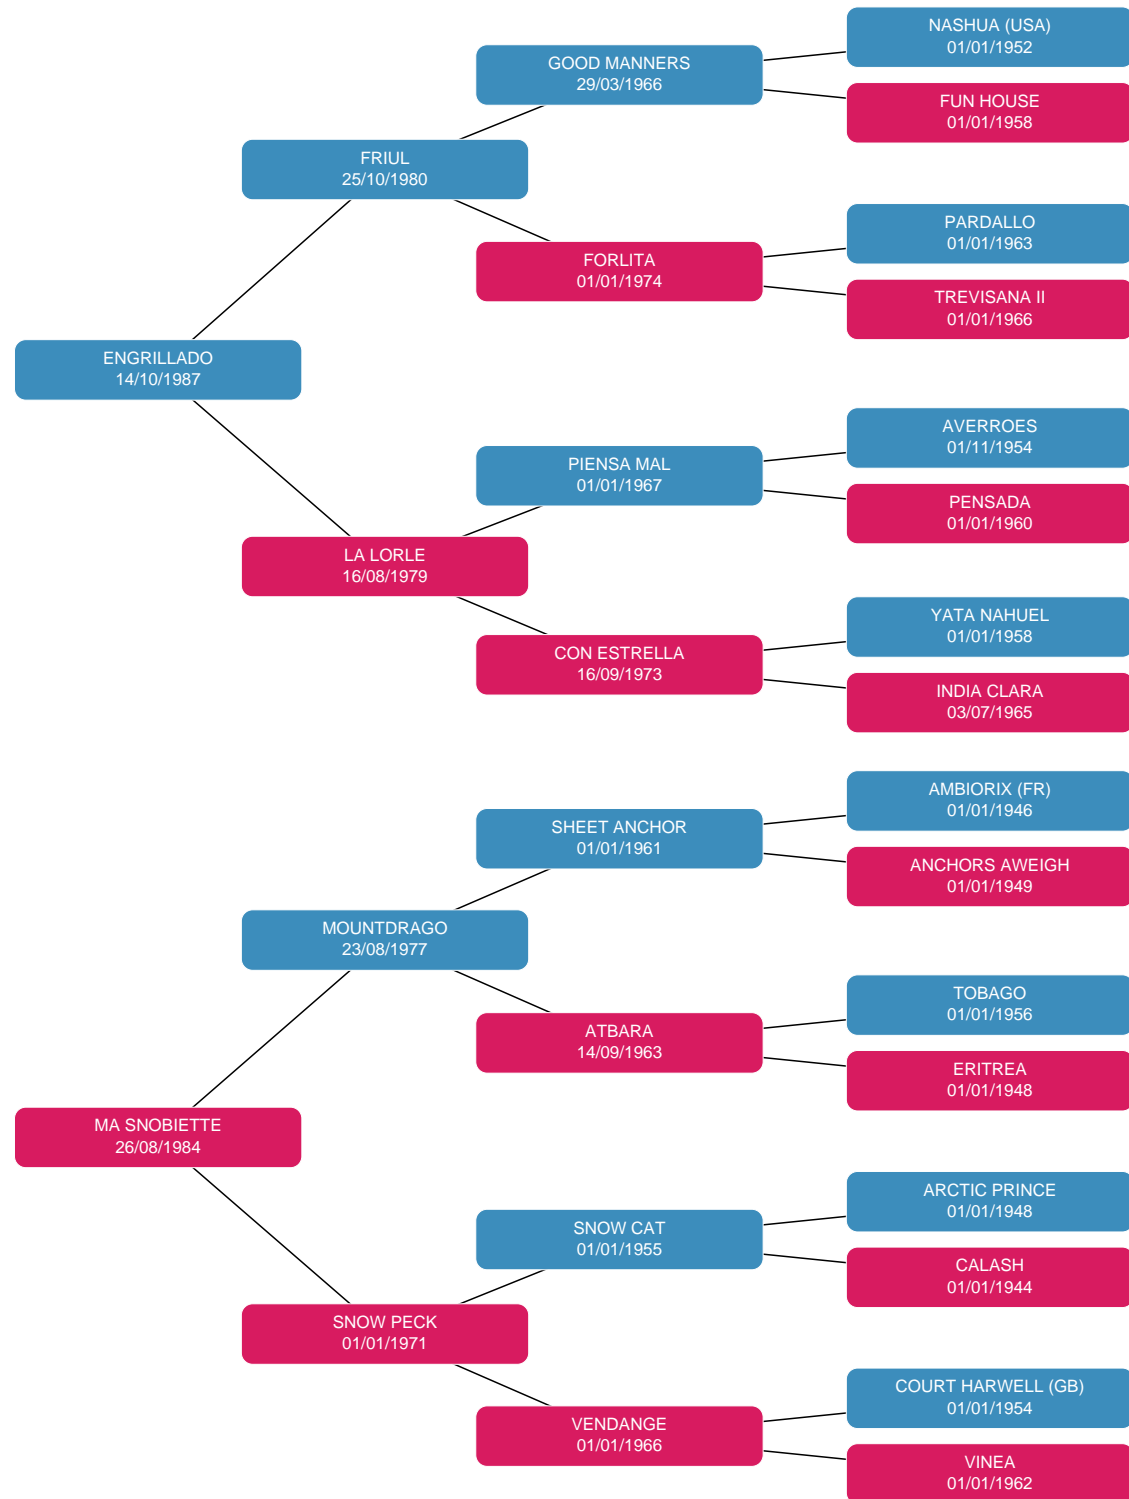 NASHUA (USA)
01/01/1952
GOOD MANNERS
29/03/1966
FUN HOUSE
01/01/1958
FRIUL
25/10/1980
PARDALLO
01/01/1963
FORLITA
01/01/1974
TREVISANA II
01/01/1966
ENGRILLADO
14/10/1987
AVERROES
01/11/1954
PIENSA MAL
01/01/1967
PENSADA
01/01/1960
LA LORLE
16/08/1979
YATA NAHUEL
01/01/1958
CON ESTRELLA
16/09/1973
INDIA CLARA
03/07/1965
AMBIORIX (FR)
01/01/1946
SHEET ANCHOR
01/01/1961
ANCHORS AWEIGH
01/01/1949
MOUNTDRAGO
23/08/1977
TOBAGO
01/01/1956
ATBARA
14/09/1963
ERITREA
01/01/1948
MA SNOBIETTE
26/08/1984
ARCTIC PRINCE
01/01/1948
SNOW CAT
01/01/1955
CALASH
01/01/1944
SNOW PECK
01/01/1971
COURT HARWELL (GB)
01/01/1954
VENDANGE
01/01/1966
VINEA
01/01/1962